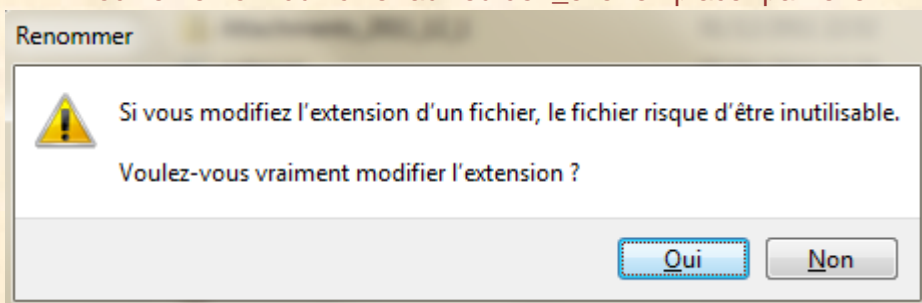 Renommer
Si vous modifiez l'extension d'un fichier, le fichier risque d'être inutilisable.
Voulez-vous vraiment modifier l'extension ?
Oui
Non